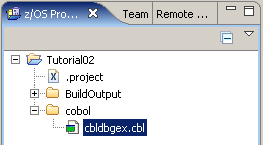 z/OS Pro... Team Remote ...
Tutorial02
.project
BuildOutput
cobol
cbldbgex.cbl